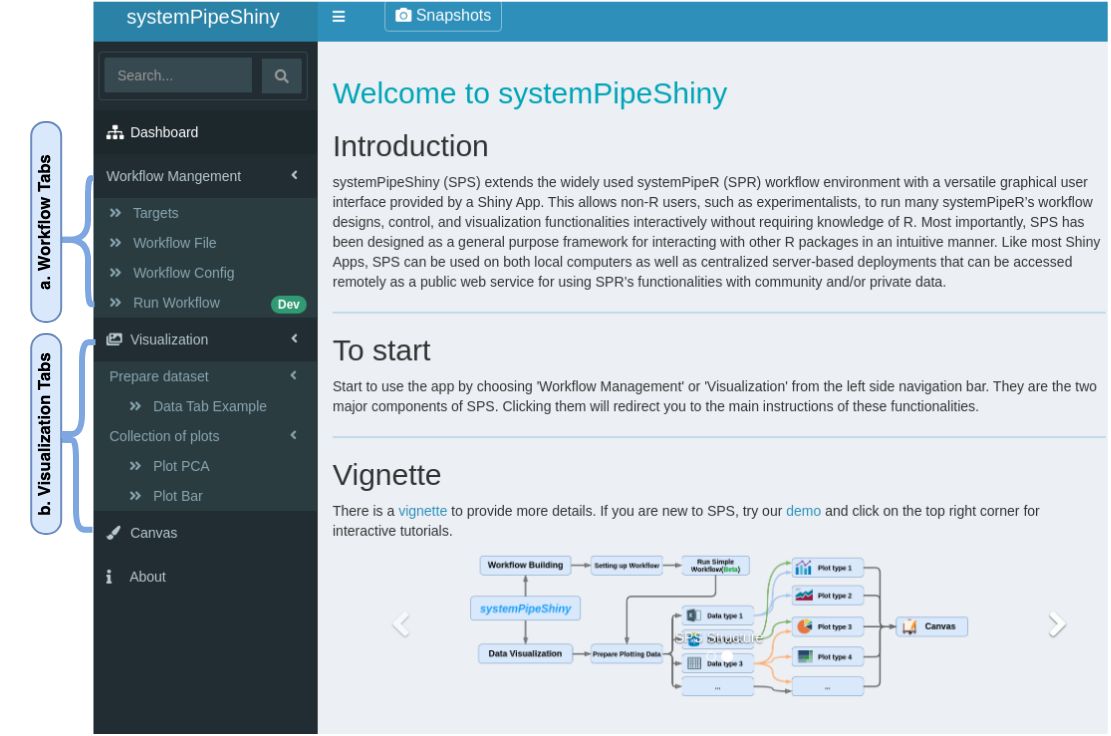 systemPipeShiny
Snapshots
Search...
Dashboard
Workflow Mangement
Targets
Workflow File
Workflow Config
Run Workflow
Dev
Visualization
Prepare dataset
Data Tab Example
Collection of plots
Plot PCA
Plot Bar
Canvas
About
a. Workflow Tabs
b. Visualization Tabs
Welcome to systemPipeShiny
Introduction
systemPipeShiny (SPS) extends the widely used systemPipeR (SPR) workflow environment with a versatile graphical user
interface provided by a Shiny App. This allows non-R users, such as experimentalists, to run many systemPipeR's workflow
designs, control, and visualization functionalities interactively without requiring knowledge of R. Most importantly, SPS has
been designed as a general purpose framework for interacting with other R packages in an intuitive manner. Like most Shiny
Apps, SPS can be used on both local computers as well as centralized server-based deployments that can be accessed
remotely as a public web service for using SPR's functionalities with community and/or private data.
To start
Start to use the app by choosing 'Workflow Management' or 'Visualization' from the left side navigation bar. They are the two
major components of SPS. Clicking them will redirect you to the main instructions of these functionalities.
Vignette
There is a vignette to provide more details. If you are new to SPS, try our demo and click on the top right corner for
interactive tutorials.
Workflow Building
Setting up Workflow
Run Simple
Workflow(Beta)
systemPipeShiny
Data Visualization
Prepare Plotting Data
Data type 1
SPS Structure
Data type 3
...
Plot type 1
Plot type 2
Plot type 3
Plot type 4
...
Canvas